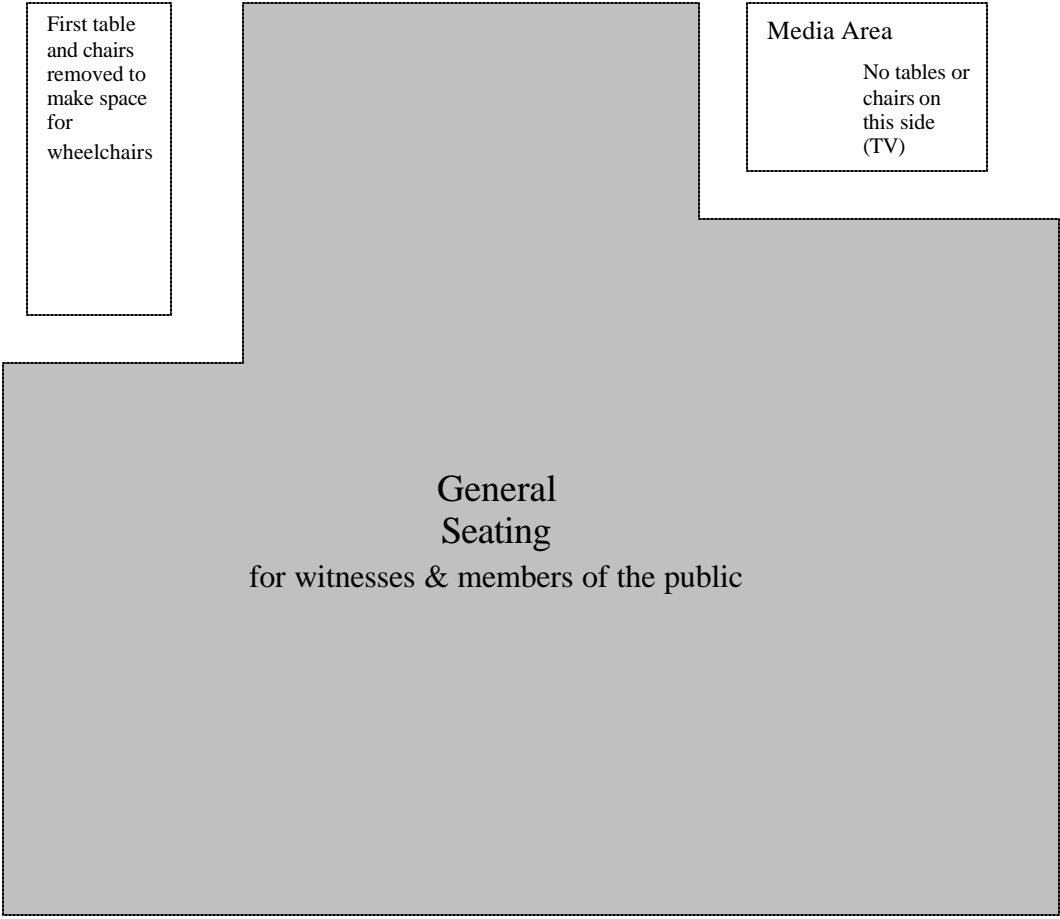 First table
and chairs
removed to
make space
for
wheelchairs
Media Area
No tables or
chairs on
this side
(TV)
General
Seating
for witnesses & members of the public